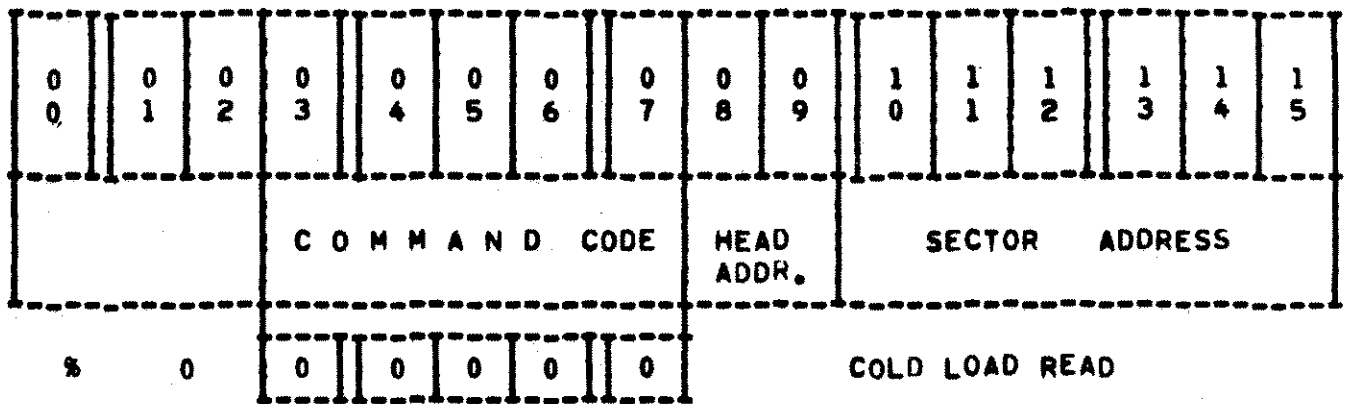 0 0 0 0 0 0 0 0 0 0 1 1 1 1 1 1
0 1 2 3 4 5 6 7 8 9 0 1 2 3 4 5
C O M M A N D CODE HEAD SECTOR ADDRESS
ADDR.
% 0 0 0 0 0 0 COLD LOAD READ